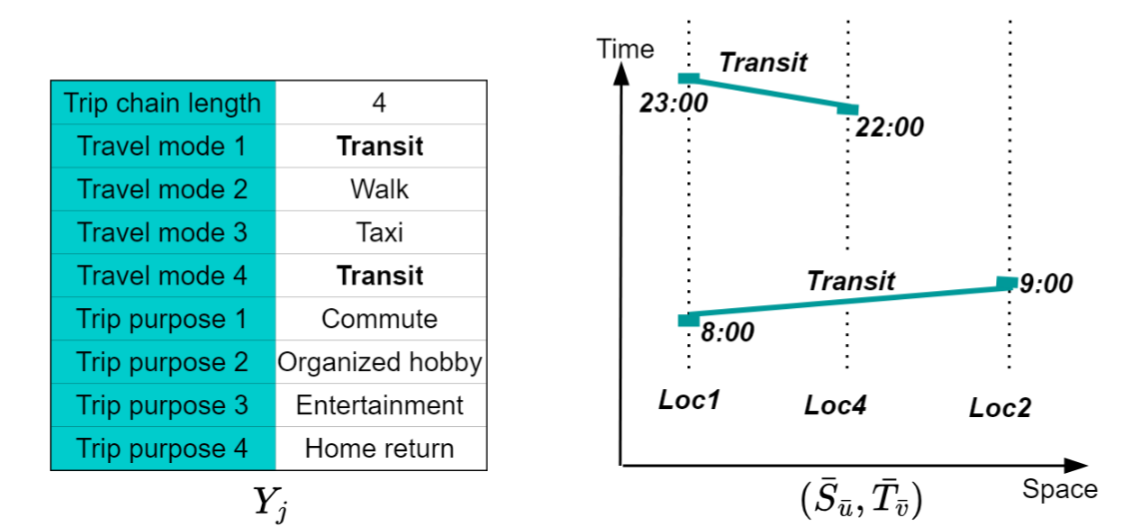 Trip chain length 4
Travel mode 1 Transit
Travel mode 2 Walk
Travel mode 3 Taxi
Travel mode 4 Transit
Trip purpose 1 Commute
Trip purpose 2 Organized hobby
Trip purpose 3 Entertainment
Trip purpose 4 Home return
Y_j
Time
Transit
23:00
22:00
Transit
9:00
8:00
Loc1 Loc4 Loc2
Space
(S̄_ū, T̄_v̄)